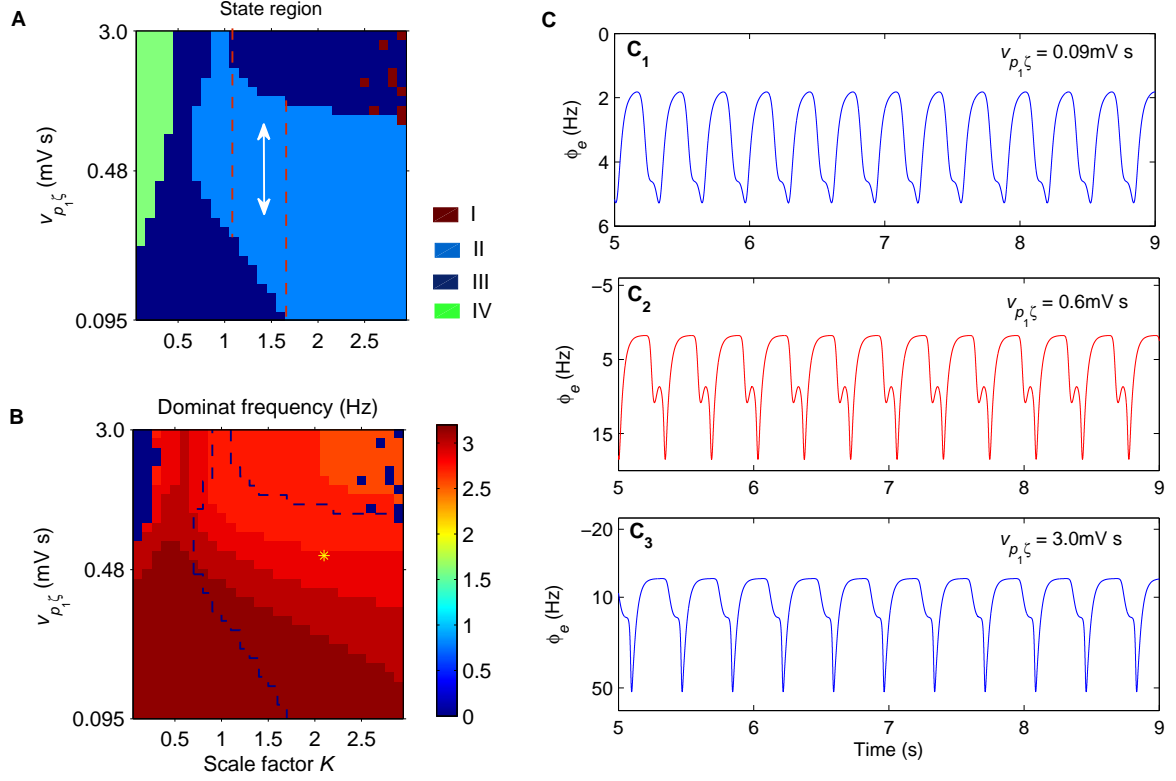 A
State region
3.0
0.48
0.095
v_{p_1ζ} (mV s)
0.5 1 1.5 2 2.5
I
II
III
IV
B
Dominat frequency (Hz)
3.0
0.48
0.095
v_{p_1ζ} (mV s)
0.5 1 1.5 2 2.5
Scale factor K
3
2.5
2
1.5
1
0.5
0
C
C_1
v_{p_1ζ} = 0.09mV s
0
2
4
6
ϕ_e (Hz)
5 6 7 8 9
C_2
v_{p_1ζ} = 0.6mV s
−5
5
15
ϕ_e (Hz)
5 6 7 8 9
C_3
v_{p_1ζ} = 3.0mV s
−20
10
50
ϕ_e (Hz)
5 6 7 8 9
Time (s)